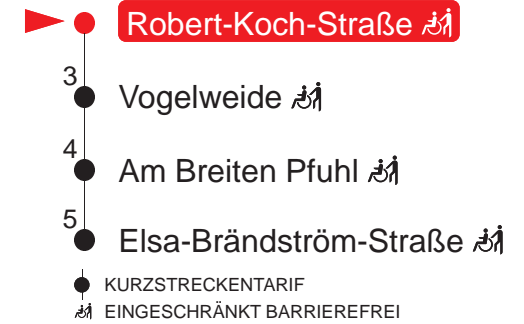 Robert-Koch-Straße
3
Vogelweide
4
Am Breiten Pfuhl
5
Elsa-Brändström-Straße
KURZSTRECKENTARIF
EINGESCHRÄNKT BARRIEREFREI